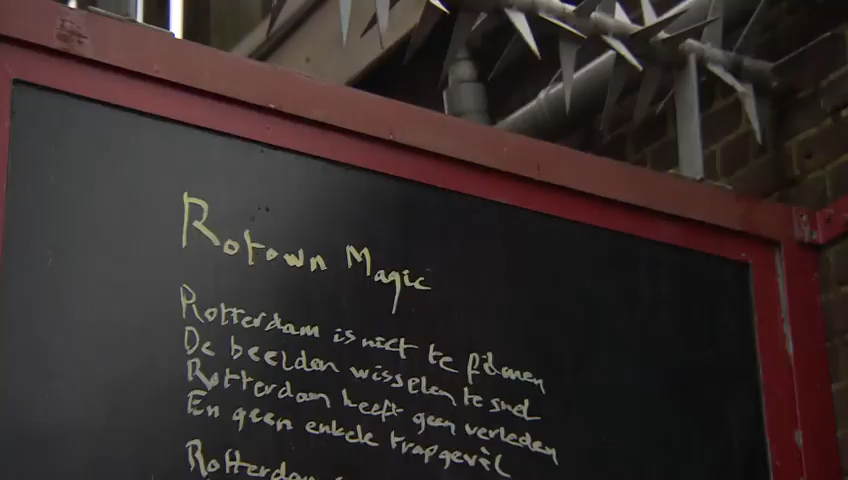 Rotown Magic
Rotterdam is niet te filmen
De beelden wisselen te snel
Rotterdam heeft geen verleden
En geen enkele trapgevel
Rotterdam